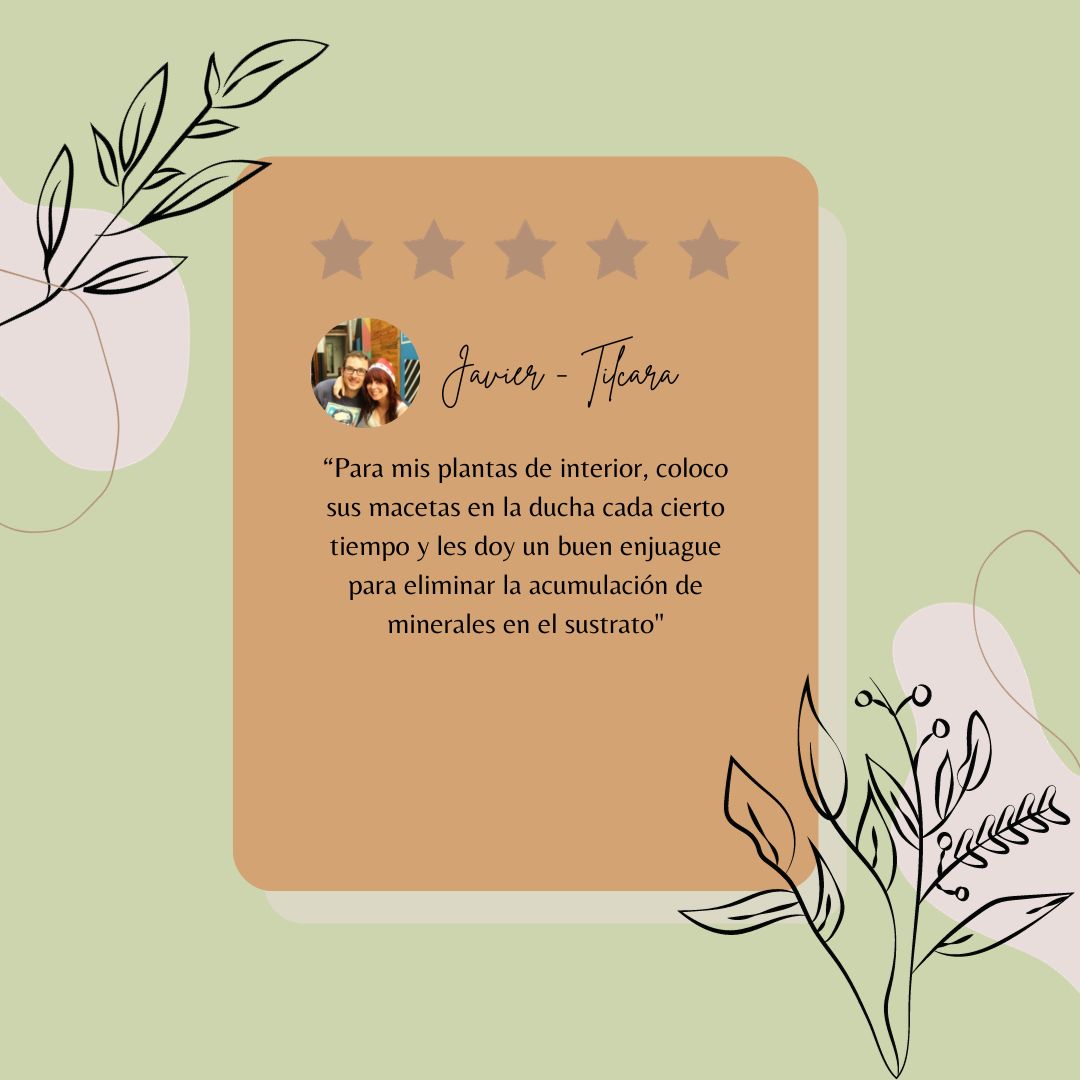 Javier - Tilcara
“Para mis plantas de interior, coloco
sus macetas en la ducha cada cierto
tiempo y les doy un buen enjuague
para eliminar la acumulación de
minerales en el sustrato"